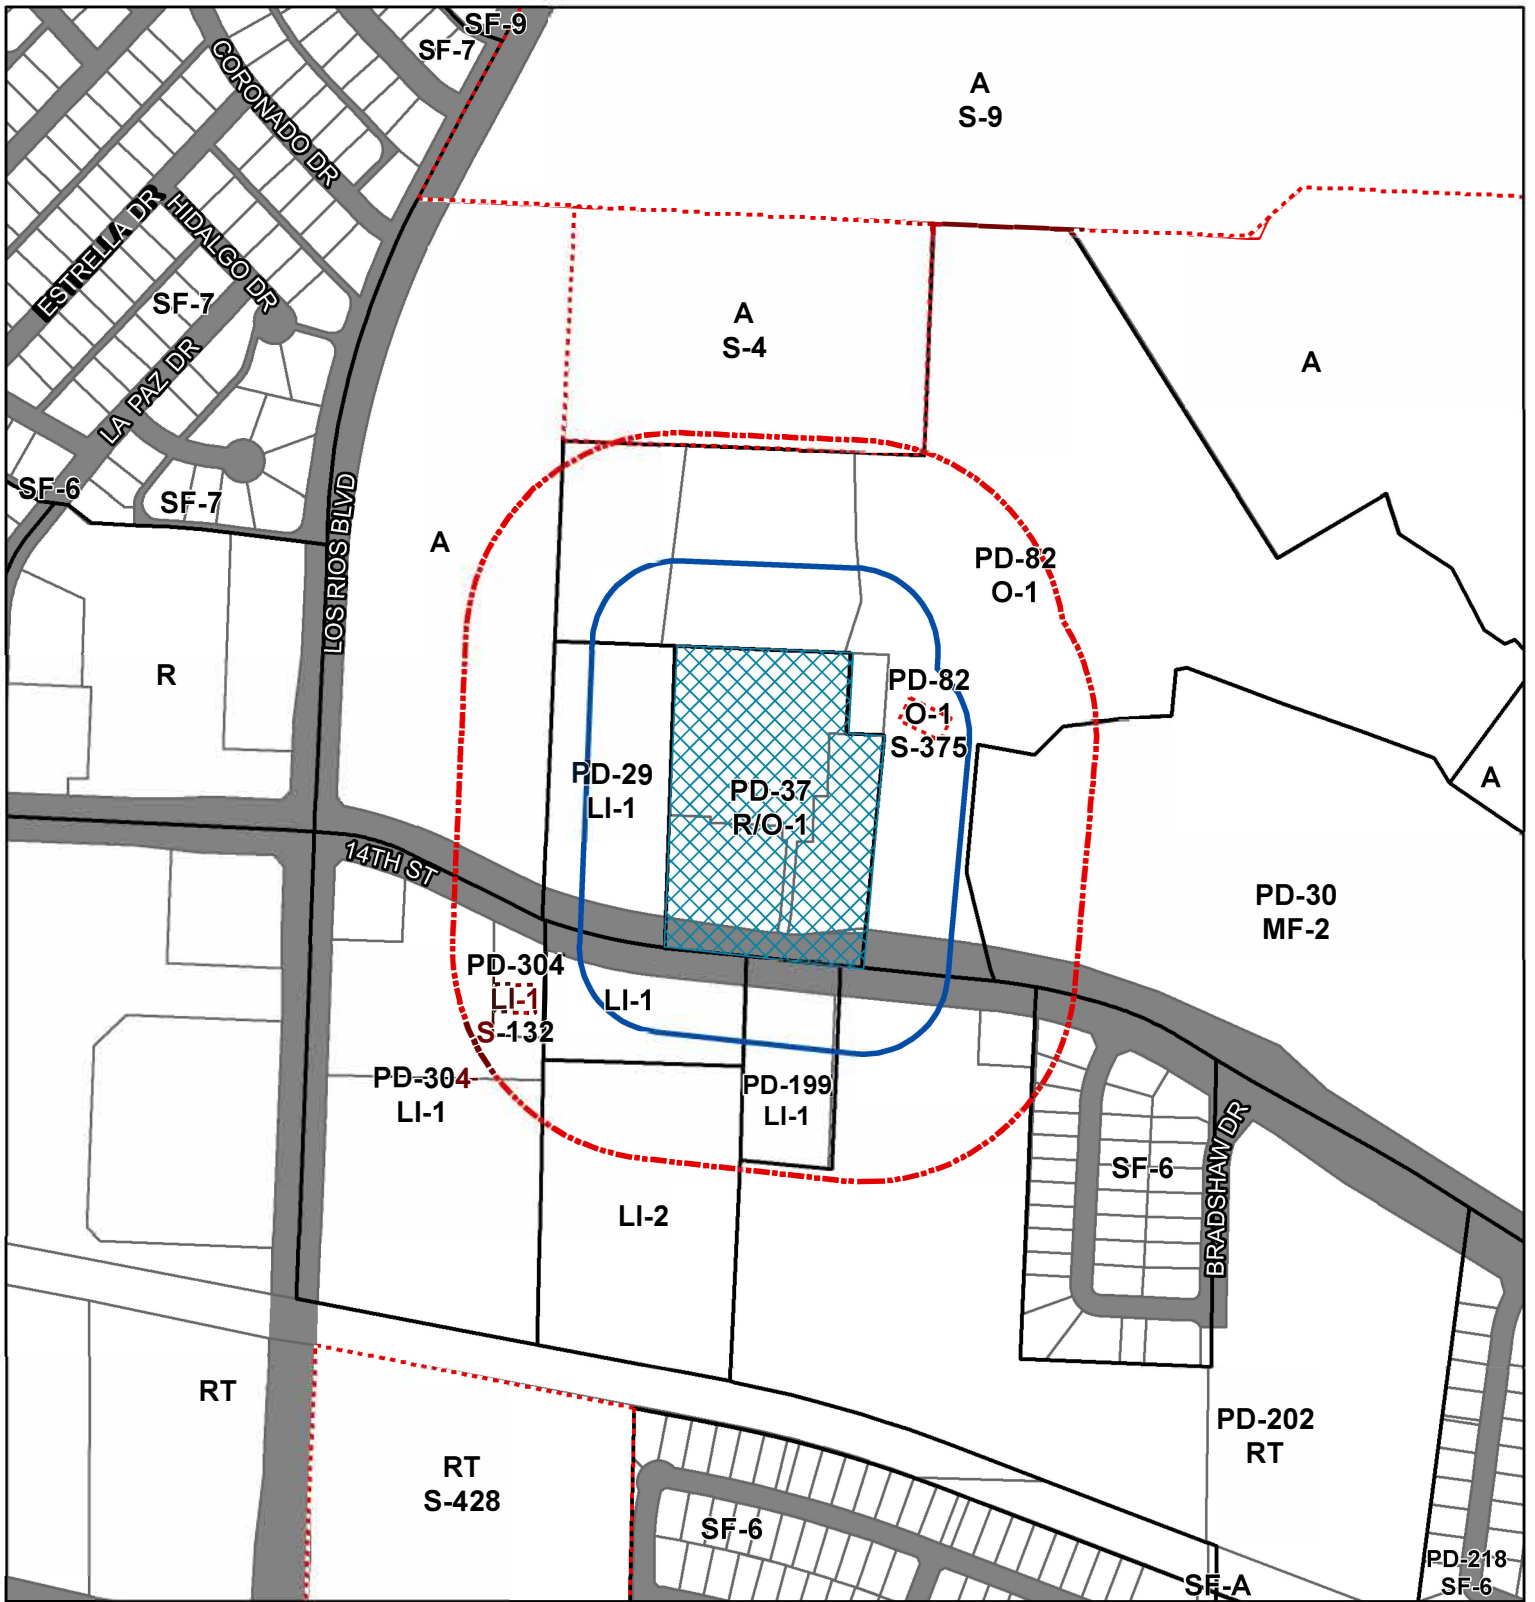 SF-9
SF-7
CORONADO DR
A
S-9
ESTRELLA DR
HIDALGO DR
SF-7
LA PAZ DR
A
S-4
A
SF-6
SF-7
LOS RIOS BLVD
A
PD-82
O-1
R
PD-82
O-1
S-375
PD-29
LI-1
PD-37
R/O-1
A
14TH ST
PD-30
MF-2
PD-304
LI-1
S-132
LI-1
PD-304
LI-1
PD-199
LI-1
SF-6
BRADSHAW DR
LI-2
RT
PD-202
RT
RT
S-428
SF-6
SF-A
PD-218
SF-6